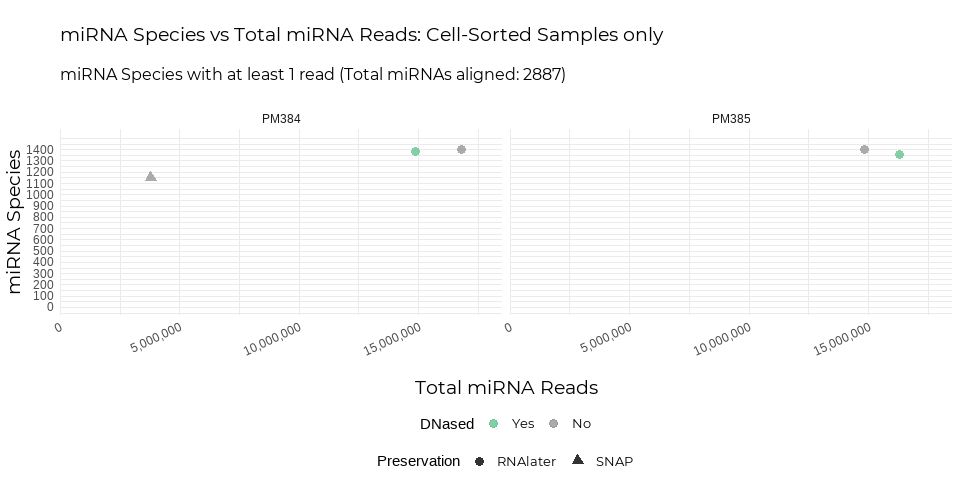 miRNA Species vs Total miRNA Reads: Cell-Sorted Samples only
miRNA Species with at least 1 read (Total miRNAs aligned: 2887)
PM384
PM385
miRNA Species
1400
1300
1200
1100
1000
900
800
700
600
500
400
300
200
100
0
0
5,000,000
10,000,000
15,000,000
0
5,000,000
10,000,000
15,000,000
Total miRNA Reads
DNased Yes No
Preservation RNAlater SNAP